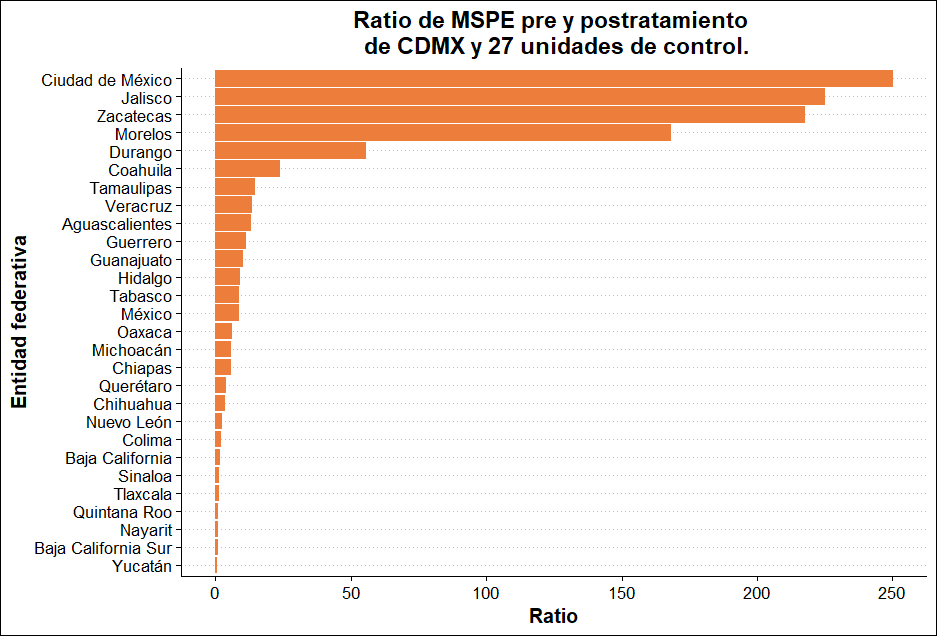 Ratio de MSPE pre y postratamiento
de CDMX y 27 unidades de control.
Entidad federativa
Ciudad de México
Jalisco
Zacatecas
Morelos
Durango
Coahuila
Tamaulipas
Veracruz
Aguascalientes
Guerrero
Guanajuato
Hidalgo
Tabasco
México
Oaxaca
Michoacán
Chiapas
Querétaro
Chihuahua
Nuevo León
Colima
Baja California
Sinaloa
Tlaxcala
Quintana Roo
Nayarit
Baja California Sur
Yucatán
0 50 100 150 200 250
Ratio